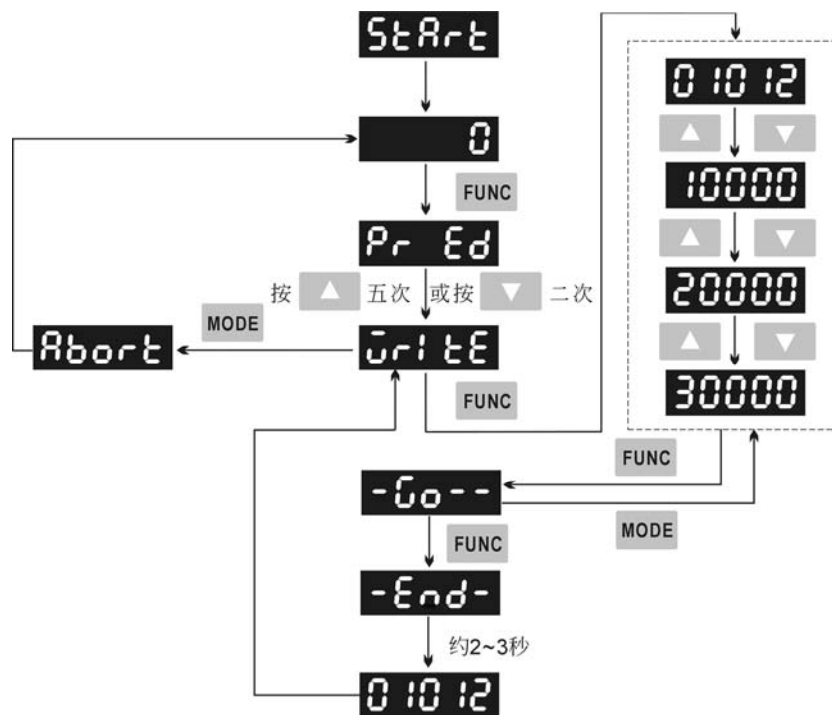 StArt
0
FUNC
Pr Ed
按 ▲ 五次 或按 ▼ 二次
MODE
Abort
WrItE
FUNC
01012
▲ ▼
10000
▲ ▼
20000
▲ ▼
30000
FUNC
-Go--
MODE
FUNC
-End-
约2~3秒
01012